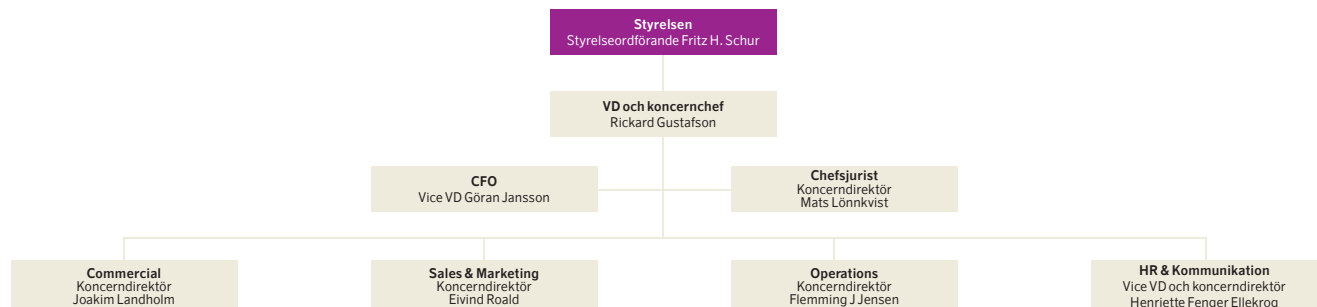 Styrelsen
Styrelseordförande Fritz H. Schur
VD och koncernchef
Rickard Gustafson
CFO
Vice VD Göran Jansson
Chefsjurist
Koncerndirektör
Mats Lönnkvist
Commercial
Koncerndirektör
Joakim Landholm
Sales & Marketing
Koncerndirektör
Eivind Roald
Operations
Koncerndirektör
Flemming J Jensen
HR & Kommunikation
Vice VD och koncerndirektör
Henriette Fenger Ellekrog